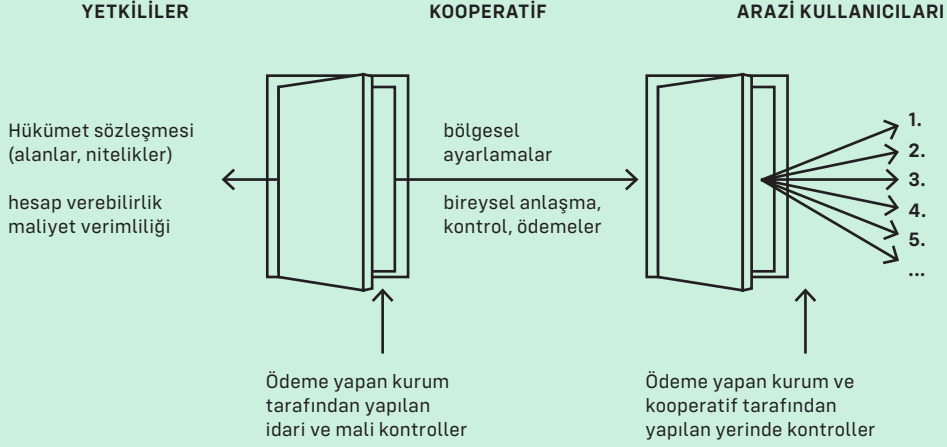 YETKİLİLER
KOOPERATİF
ARAZİ KULLANICILARI
Hükümet sözleşmesi
(alanlar, nitelikler)
hesap verebilirlik
maliyet verimliliği
bölgesel
ayarlamalar
bireysel anlaşma,
kontrol, ödemeler
1.
2.
3.
4.
5.
...
Ödeme yapan kurum
tarafından yapılan
idari ve mali kontroller
Ödeme yapan kurum ve
kooperatif tarafından
yapılan yerinde kontroller